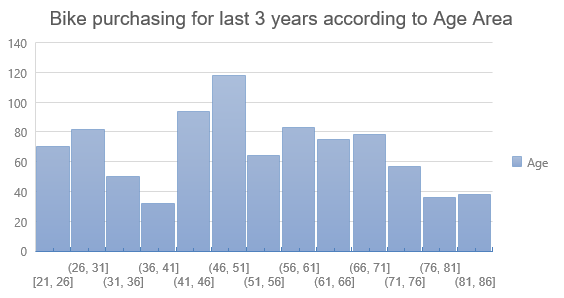 Bike purchasing for last 3 years according to Age Area
140
120
100
80
60
40
20
0
Age
(26, 31] (36, 41] (46, 51] (56, 61] (66, 71] (76, 81]
[21, 26] (31, 36] (41, 46] (51, 56] (61, 66] (71, 76] (81, 86]